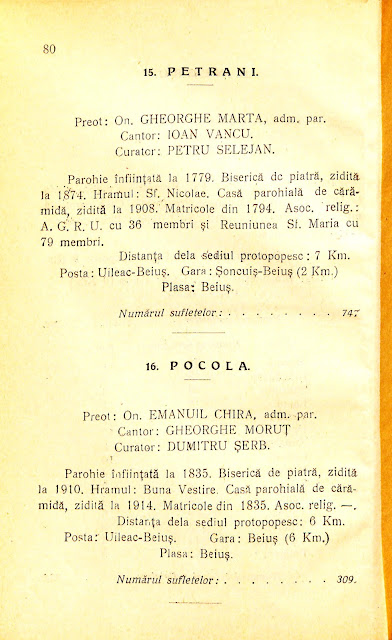 80
15. PETRANI.
Preot: On. GHEORGHE MARTA, adm. par.
Cantor: IOAN VANCU.
Curator: PETRU SELEJAN.
Parohie înființată la 1779. Biserică de piatră, zidită
la 1874. Hramul: Sf. Nicolae. Casă parohială de cără-
midă, zidită la 1908. Matricole din 1794. Asoc. relig.:
A. G. R. U. cu 36 membri și Reuniunea Sf. Maria cu
79 membri.
Distanța dela sediul protopopesc: 7 Km.
Posta: Uileac-Beiuș. Gara: Șoncuiș-Beiuș (2 Km.)
Plasa: Beiuș.
Numărul sufletelor: . . . . . . . . 747
16. POCOLA.
Preot: On. EMANUIL CHIRA, adm. par.
Cantor: GHEORGHE MORUȚ
Curator: DUMITRU ȘERB.
Parohie înființată la 1835. Biserică de piatră, zidită
la 1910. Hramul: Buna Vestire. Casă parohială de cără-
midă, zidită la 1914. Matricole din 1835. Asoc. relig. —.
Distanța dela sediul protopopesc: 6 Km.
Posta: Uileac-Beiuș. Gara: Beiuș (6 Km.)
Plasa: Beiuș.
Numărul sufletelor: . . . . . . . . 309.